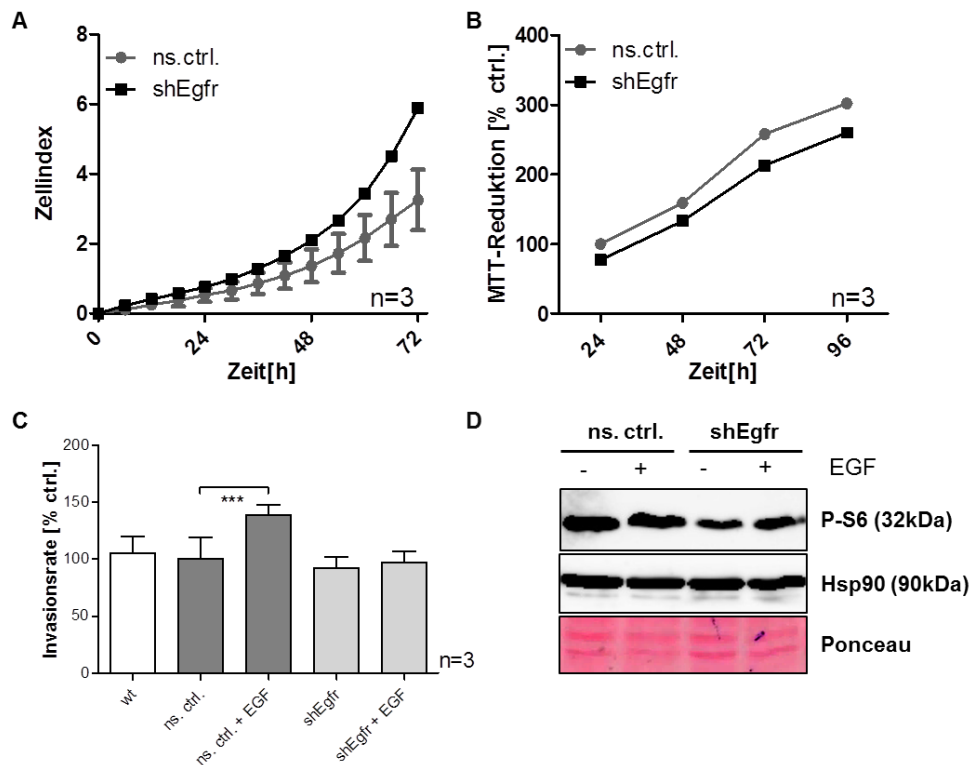 A
Zellindex
8
6
4
2
0
ns.ctrl.
shEgfr
n=3
0
24
48
72
Zeit[h]
B
MTT-Reduktion [% ctrl.]
400
300
200
100
0
ns.ctrl.
shEgfr
n=3
24
48
72
96
Zeit[h]
C
Invasionsrate [% ctrl.]
200
150
100
50
0
***
n=3
wt
ns. ctrl.
ns. ctrl. + EGF
shEgfr
shEgfr + EGF
D
ns. ctrl. shEgfr
- + - + EGF
P-S6 (32kDa)
Hsp90 (90kDa)
Ponceau